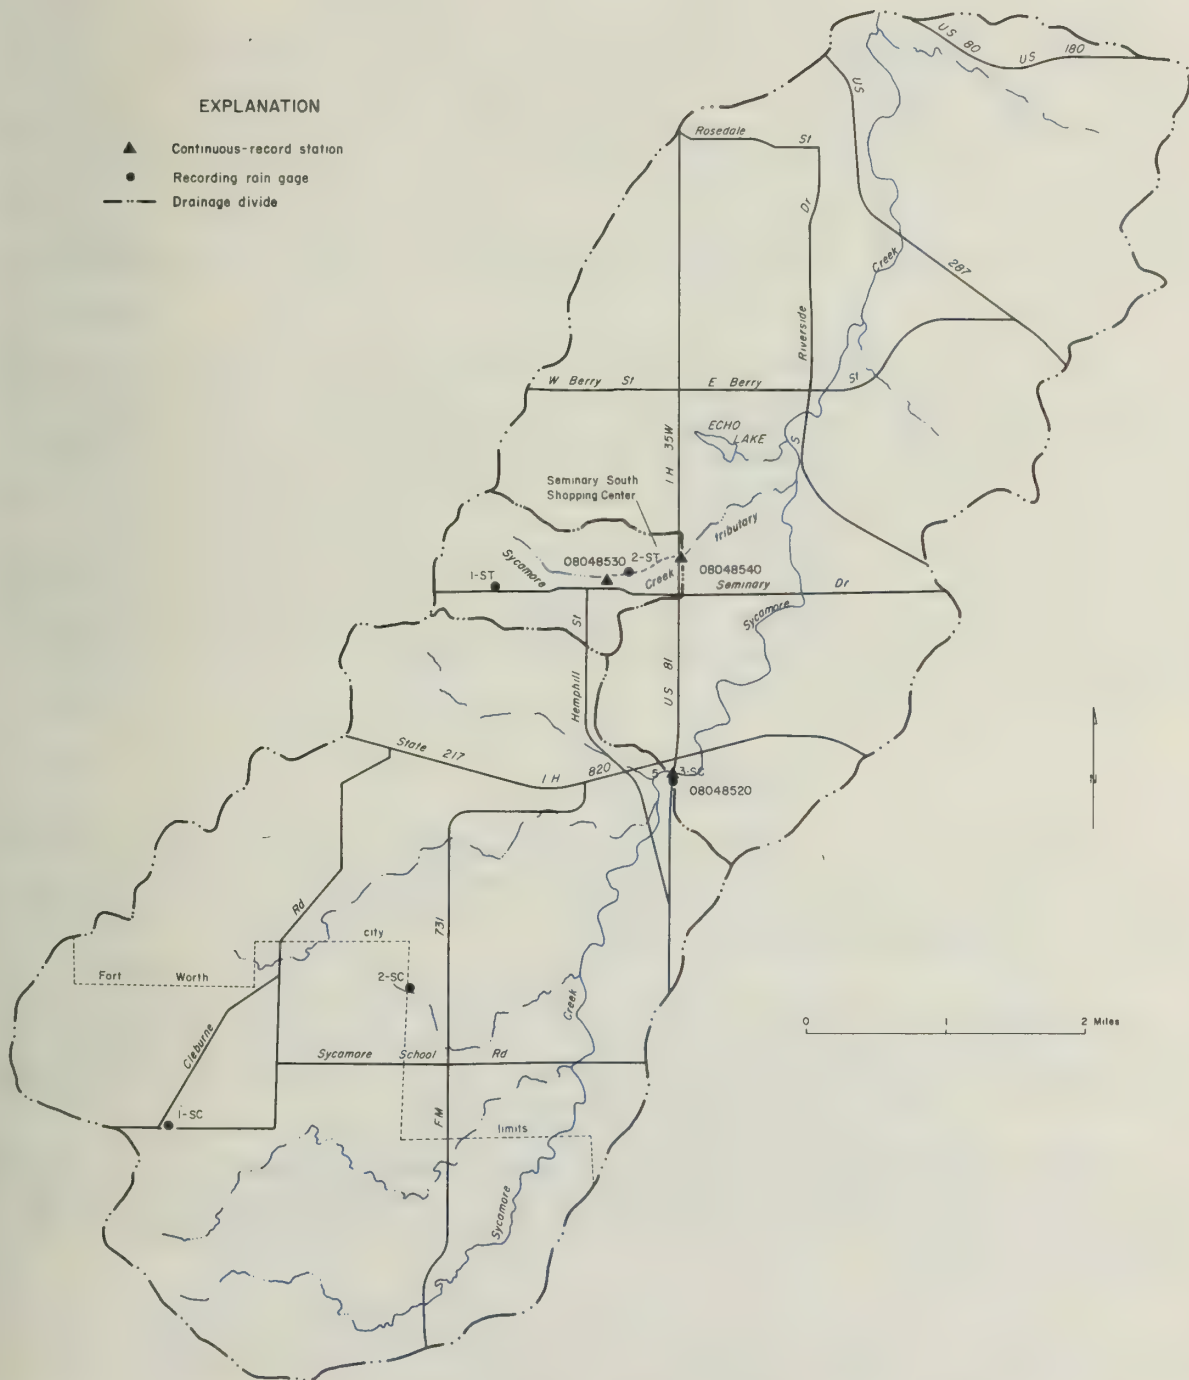 EXPLANATION
Continuous-record station
Recording rain gage
Drainage divide
US 80
US 180
US
287
Rosedale St
Riverside Dr
Creek
W Berry St
E Berry St
ECHO
LAKE
IH 35W
S
Seminary South
Shopping Center
tributary
Sycamore
Creek
08048530
2-ST
08048540
1-ST
Seminary Dr
Sycamore
Hemphill St
US 81
State 217
IH 820
S
3-SC
08048520
N
Rd
731
city
Fort Worth
2-SC
Creek
0 1 2 Miles
Cleburne
Sycamore School Rd
1-SC
FM
limits
Sycamore